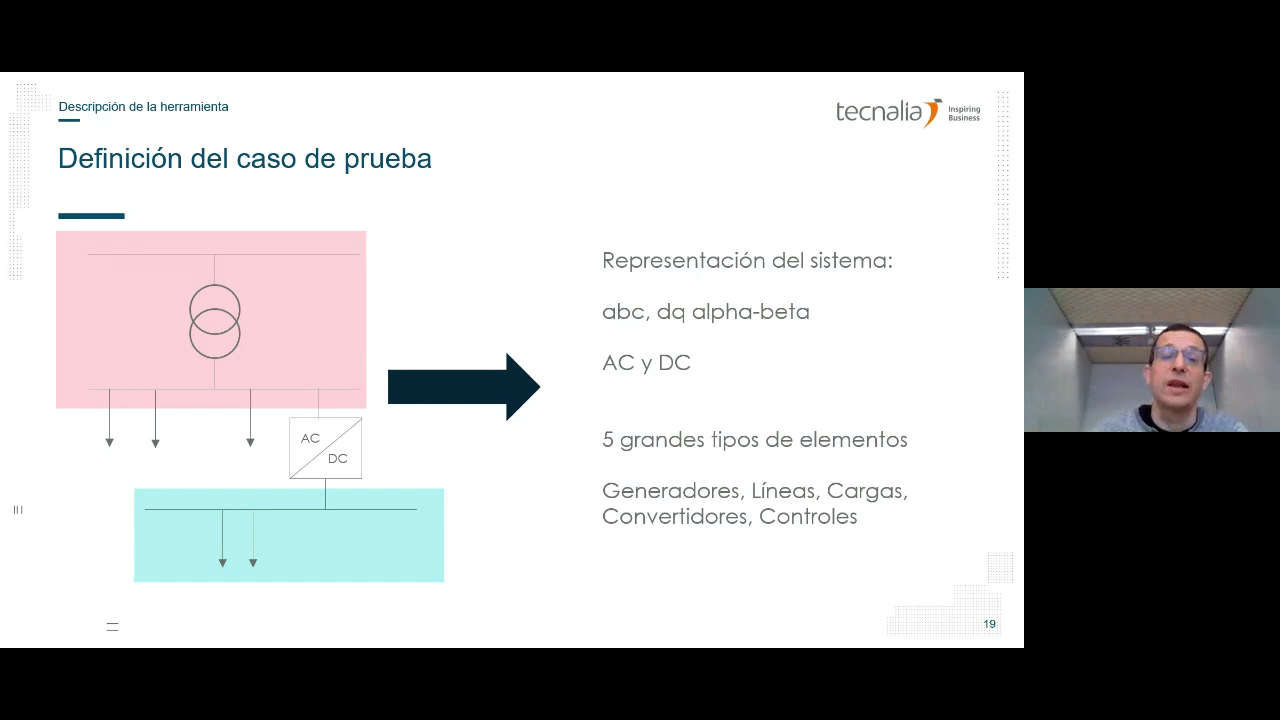 Descripción de la herramienta
tecnalia
Inspiring
Business
Definición del caso de prueba
AC
DC
Representación del sistema:
abc, dq alpha-beta
AC y DC
5 grandes tipos de elementos
Generadores, Líneas, Cargas,
Convertidores, Controles
19